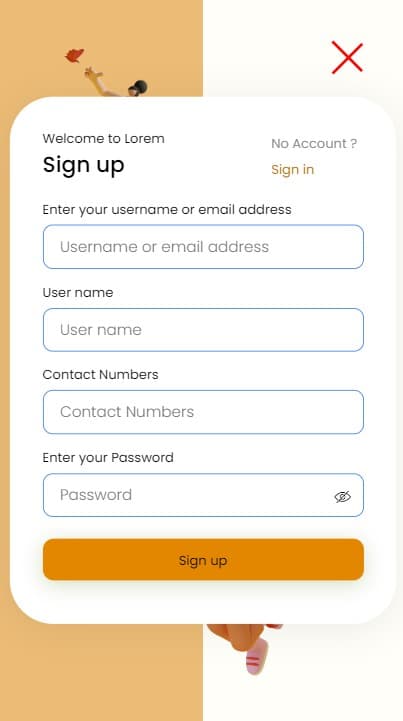 Welcome to Lorem
Sign up
No Account ?
Sign in
Enter your username or email address
Username or email address
User name
User name
Contact Numbers
Contact Numbers
Enter your Password
Password
Sign up